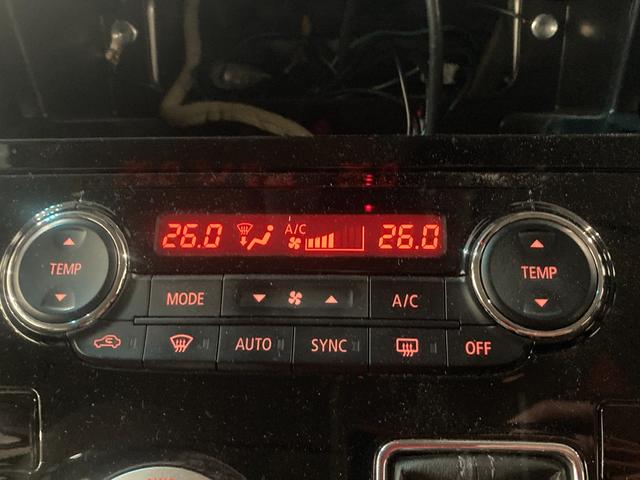 26.0 A/C 26.0
TEMP
TEMP
MODE
A/C
AUTO
SYNC
OFF